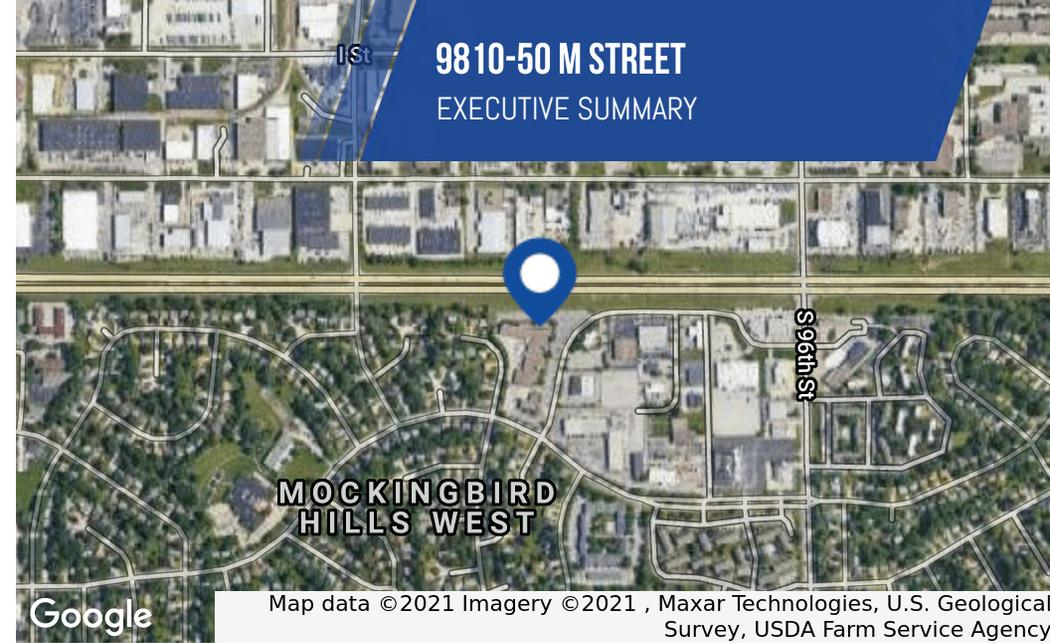 I St
9810-50 M STREET
EXECUTIVE SUMMARY
S 96th St
MOCKINGBIRD
HILLS WEST
Google
Map data ©2021 Imagery ©2021 , Maxar Technologies, U.S. Geological
Survey, USDA Farm Service Agency